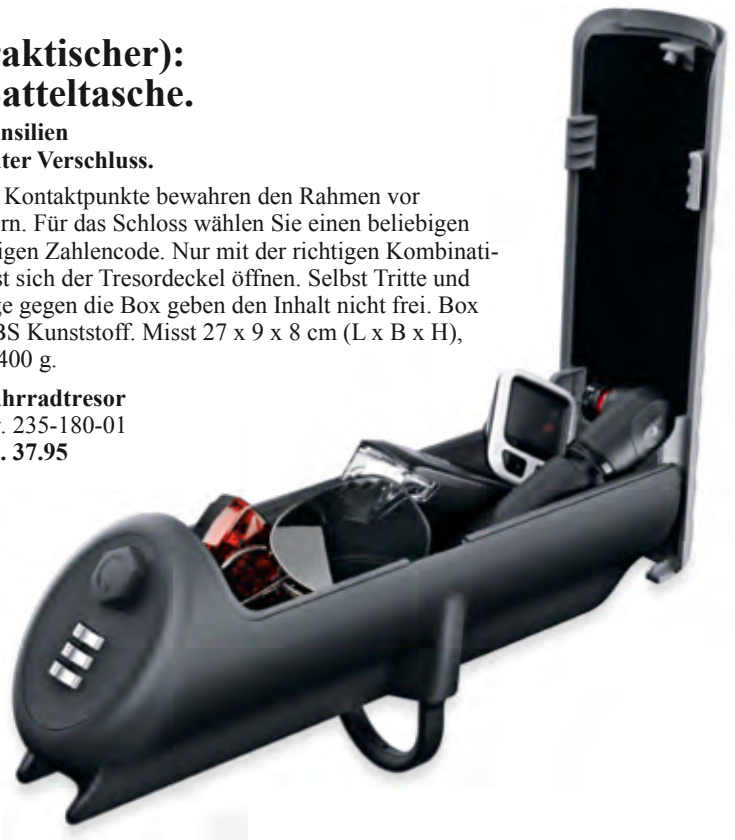 raktischer):
atteltasche.
nsilien
ter Verschluss.
Kontaktpunkte bewahren den Rahmen vor
rn. Für das Schloss wählen Sie einen beliebigen
igen Zahlencode. Nur mit der richtigen Kombinati-
st sich der Tresordeckel öffnen. Selbst Tritte und
ge gegen die Box geben den Inhalt nicht frei. Box
BS Kunststoff. Misst 27 x 9 x 8 cm (L x B x H),
400 g.
hrradtresor
. 235-180-01
. 37.95